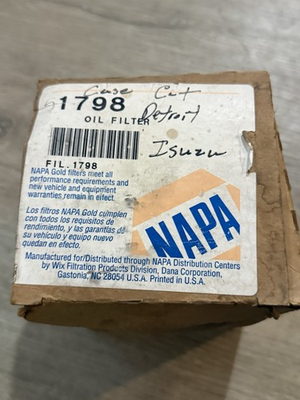 Case Cat
1798
OIL FILTER
Detroit
Isuzu
FIL. 1798
NAPA Gold filters meet all
performance requirements and
new vehicle and equipment
warranties remain in effect.
Los filtros NAPA Gold cumplen
con todos los requisitos de
rendimiento, y las garantías de
su vehículo y equipo nuevo
quedan en efecto.
NAPA
Manufactured for/Distributed through NAPA Distribution Centers
by Wix Filtration Products Division, Dana Corporation,
Gastonia, NC 28054 U.S.A. Printed in U.S.A.